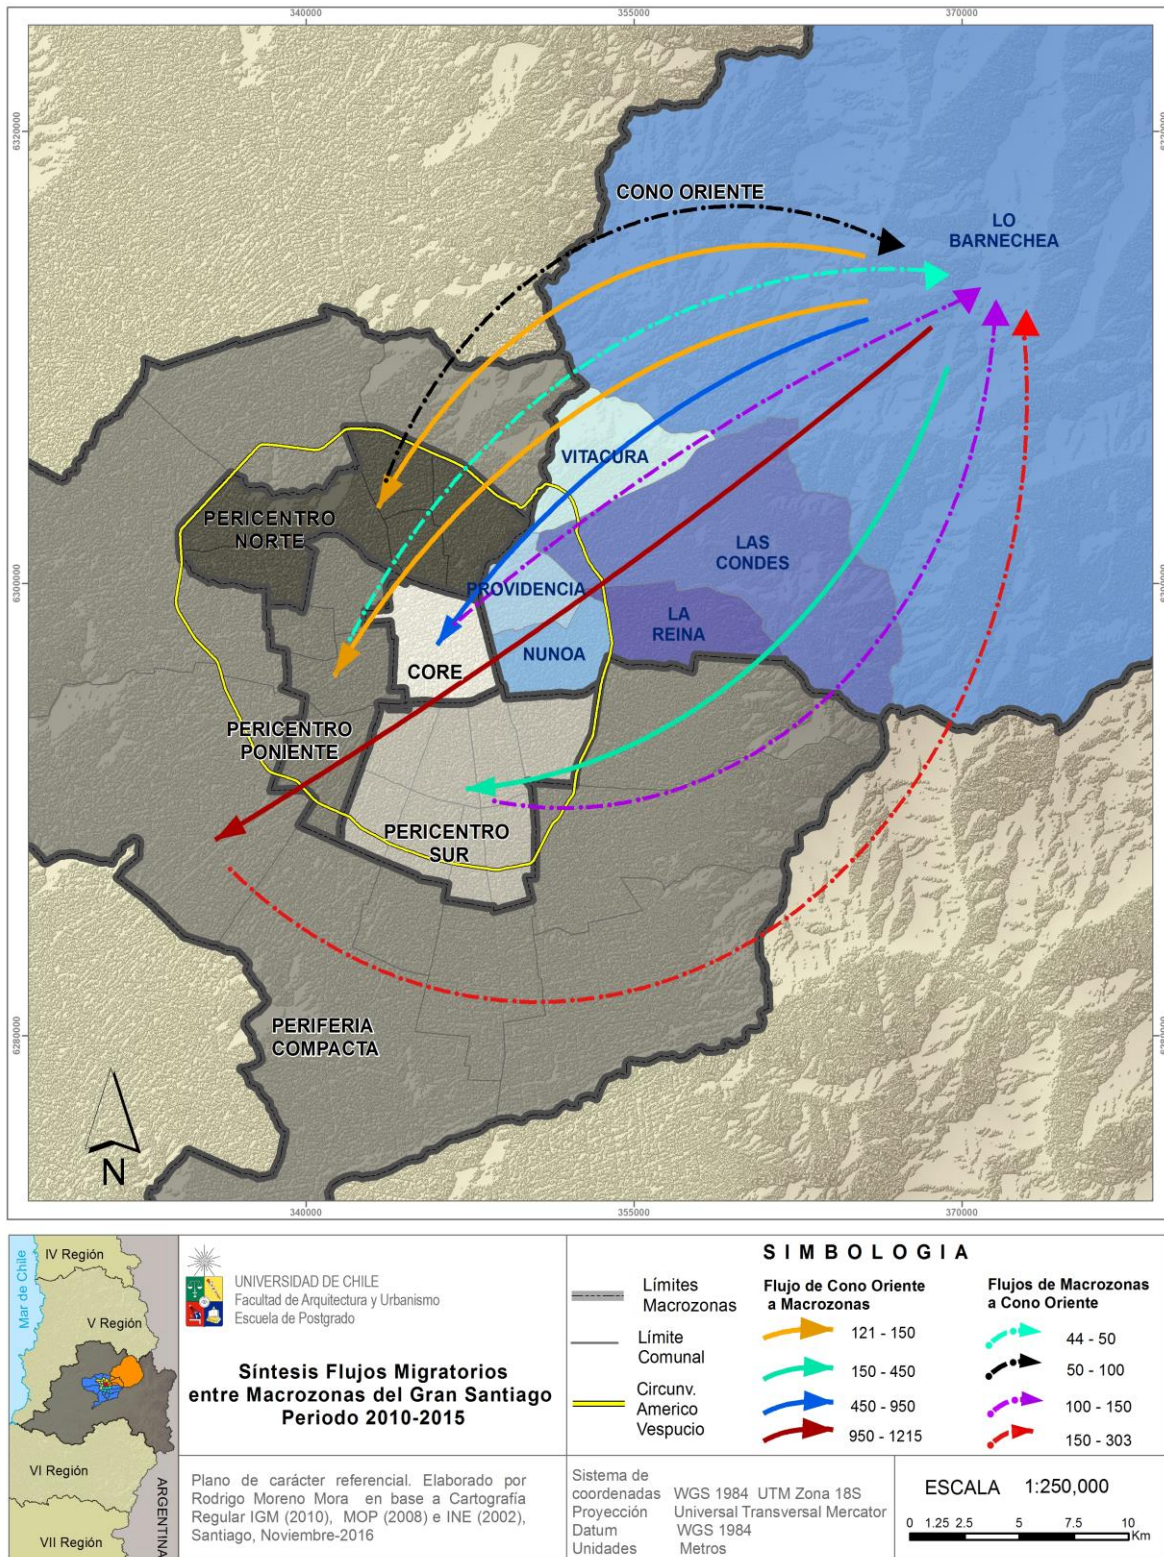 340000
355000
370000
6320000
6320000
CONO ORIENTE
LO
BARNECHEA
VITACURA
PERICENTRO
NORTE
LAS
CONDES
6300000
6300000
PROVIDENCIA
LA
REINA
NUNOA
CORE
PERICENTRO
PONIENTE
PERICENTRO
SUR
PERIFERIA
COMPACTA
6280000
6280000
N
340000
355000
370000
Mar de Chile
IV Región
V Región
VI Región
VII Región
ARGENTINA
UNIVERSIDAD DE CHILE
Facultad de Arquitectura y Urbanismo
Escuela de Postgrado
Síntesis Flujos Migratorios
entre Macrozonas del Gran Santiago
Periodo 2010-2015
Plano de carácter referencial. Elaborado por
Rodrigo Moreno Mora en base a Cartografía
Regular IGM (2010), MOP (2008) e INE (2002),
Santiago, Noviembre-2016
SIMBOLOGIA
Límites
Macrozonas
Límite
Comunal
Circunv.
Americo
Vespucio
Flujo de Cono Oriente
a Macrozonas
121 - 150
150 - 450
450 - 950
950 - 1215
Flujos de Macrozonas
a Cono Oriente
44 - 50
50 - 100
100 - 150
150 - 303
Sistema de
coordenadas WGS 1984 UTM Zona 18S
Proyección Universal Transversal Mercator
Datum WGS 1984
Unidades Metros
ESCALA 1:250,000
0 1.25 2.5 5 7.5 10
Km